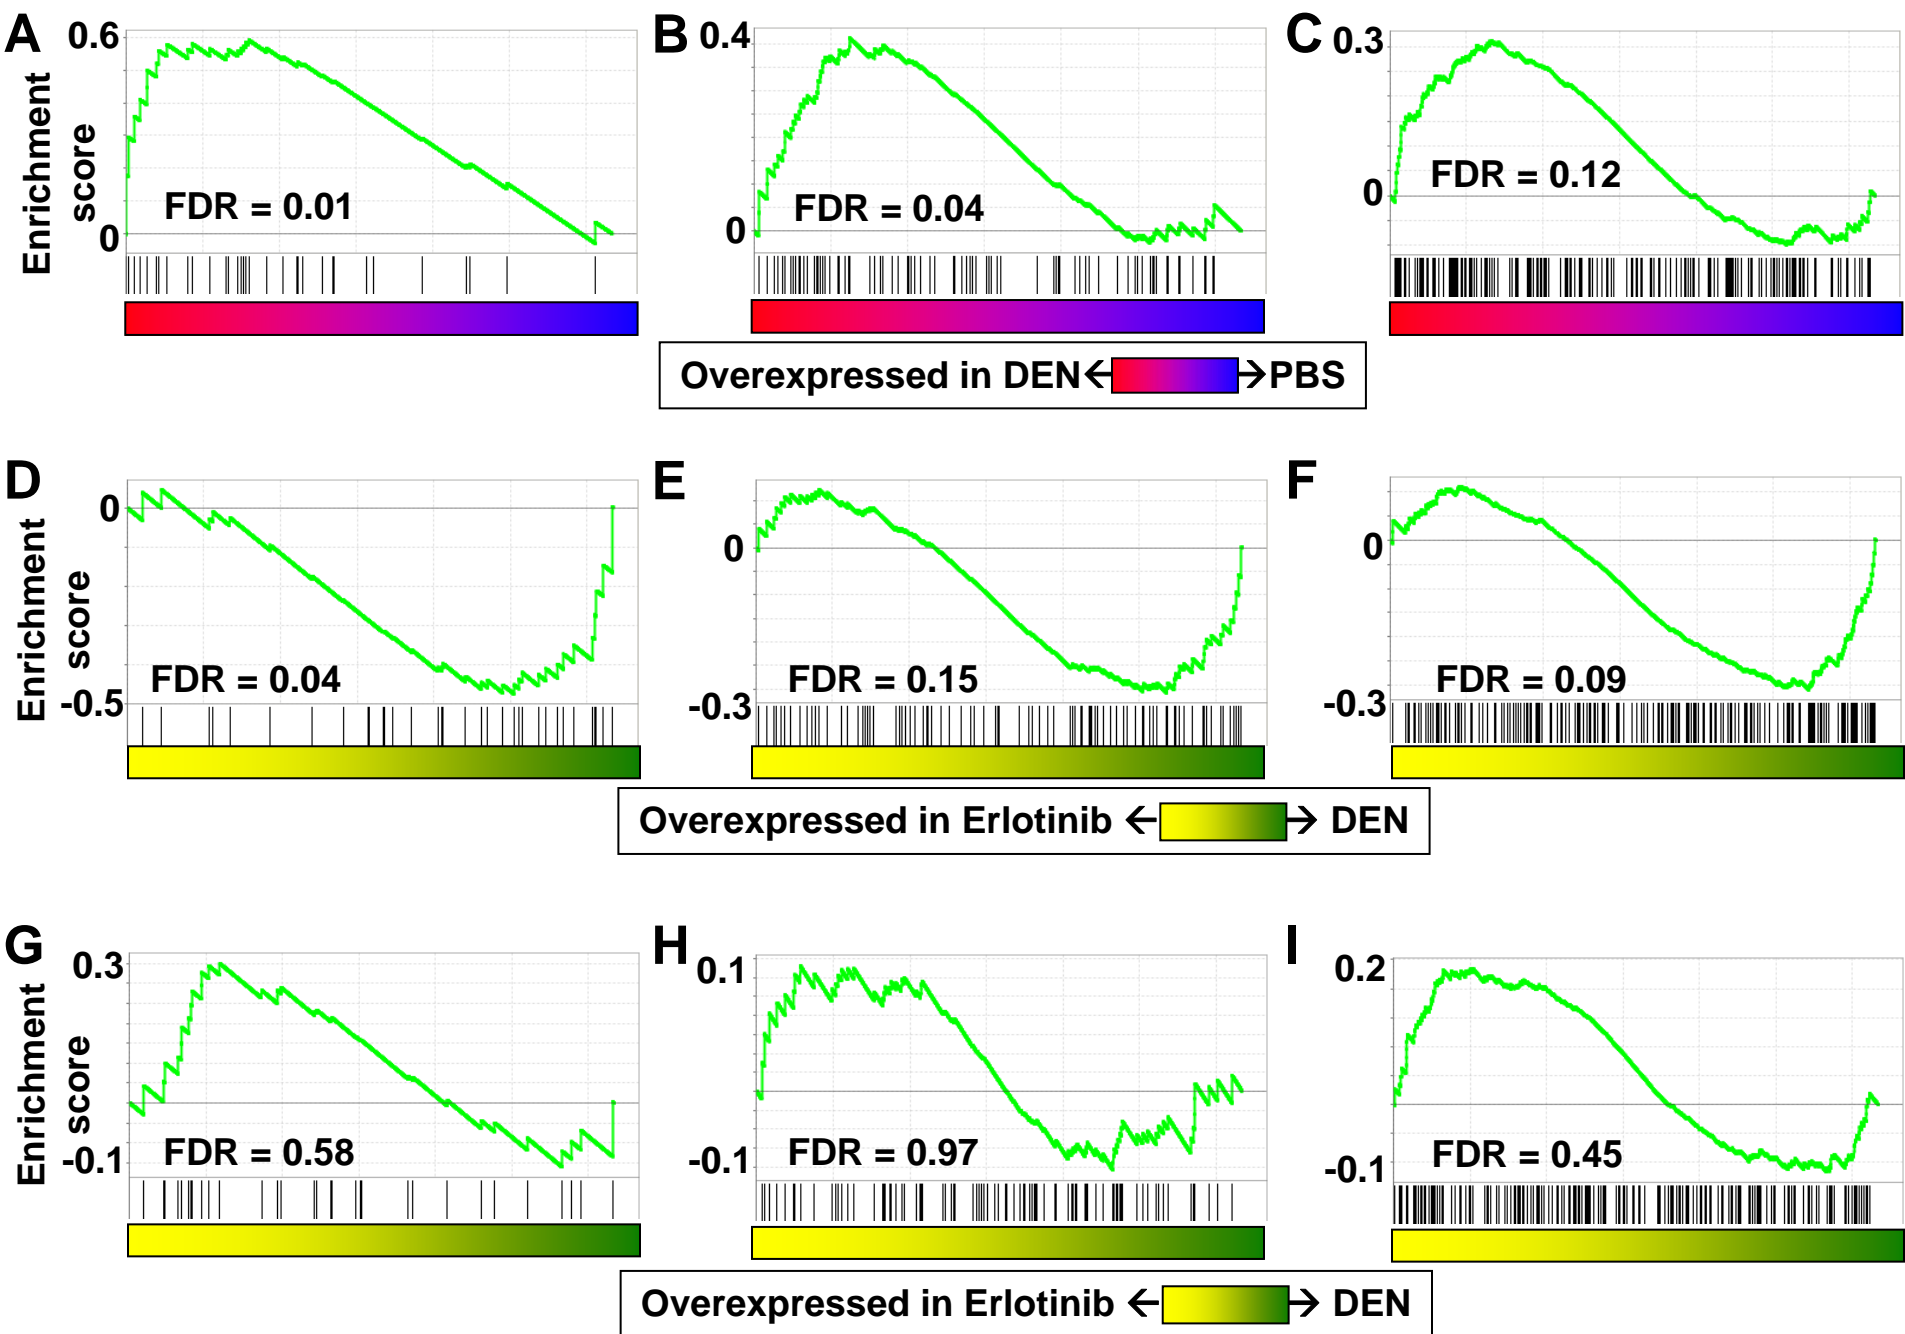 A 0.6 B 0.4 C 0.3
Enrichment
score
FDR = 0.01
FDR = 0.04
FDR = 0.12
0 0 0
Overexpressed in DEN ← → PBS
D E F
0 0 0
Enrichment
score
FDR = 0.04
FDR = 0.15
FDR = 0.09
-0.5 -0.3 -0.3
Overexpressed in Erlotinib ← → DEN
G 0.3 H 0.1 I 0.2
Enrichment
score
FDR = 0.58
FDR = 0.97
FDR = 0.45
-0.1 -0.1 -0.1
Overexpressed in Erlotinib ← → DEN